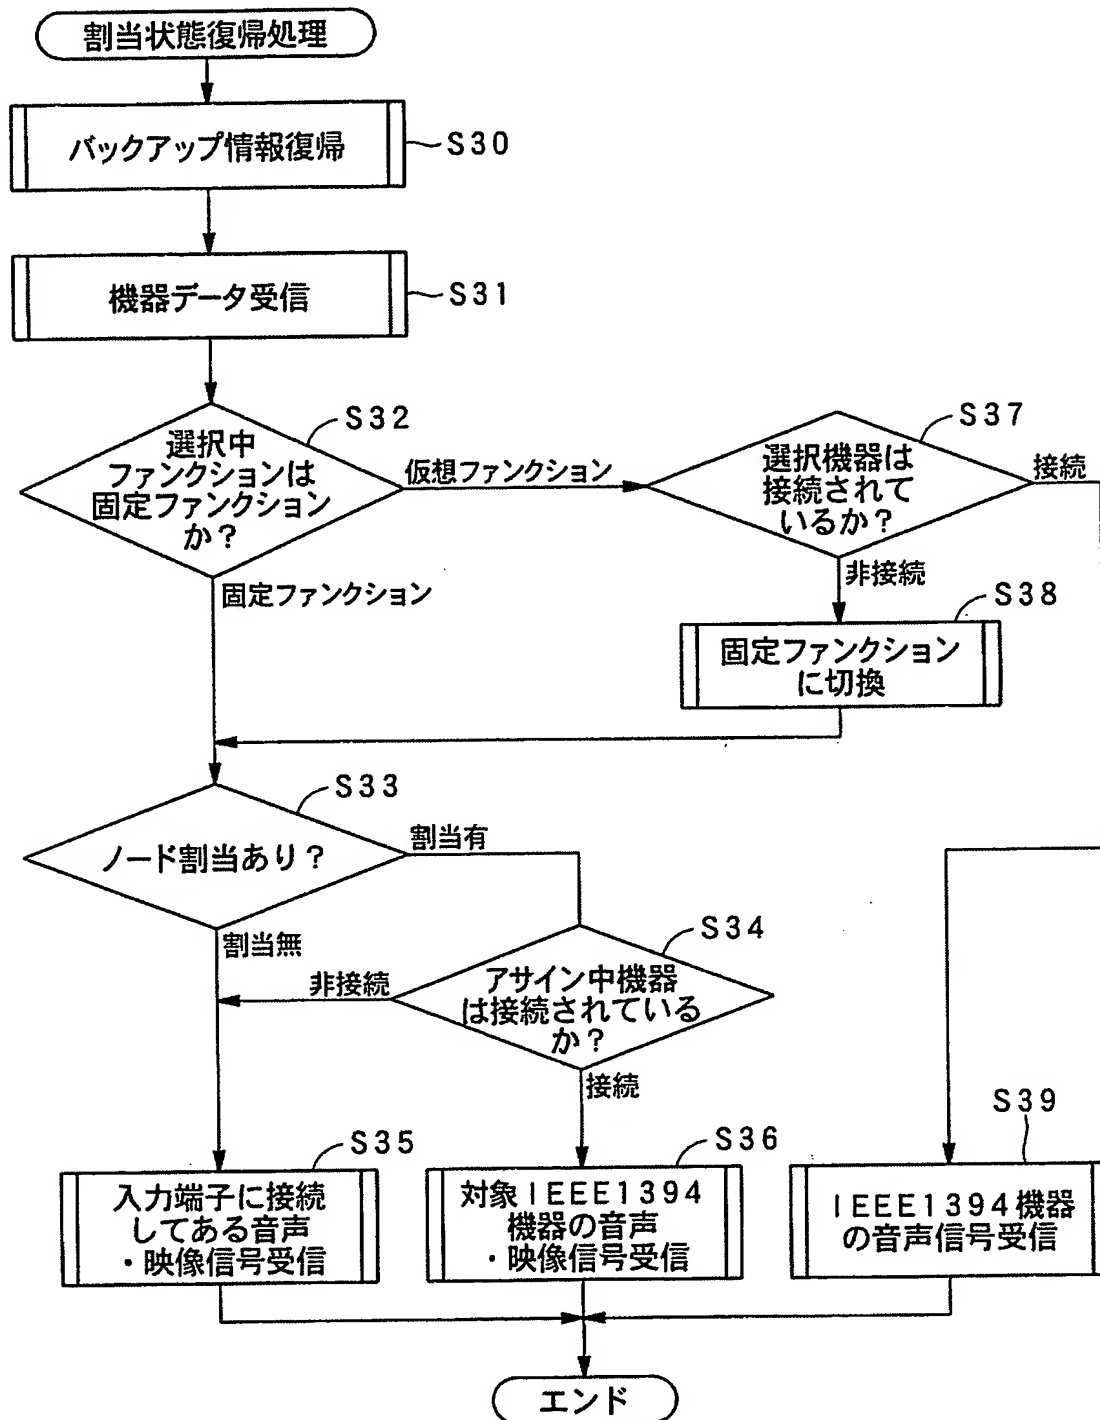 割当状態復帰処理
バックアップ情報復帰
S30
機器データ受信
S31
S32
選択中
ファンクションは
固定ファンクション
か？
仮想ファンクション
固定ファンクション
S37
選択機器は
接続されて
いるか？
接続
非接続
S38
固定ファンクション
に切換
S33
ノード割当あり？
割当有
割当無
S34
アサイン中機器
は接続されている
か？
非接続
接続
S35
入力端子に接続
してある音声
・映像信号受信
S36
対象IEEE1394
機器の音声
・映像信号受信
S39
IEEE1394機器
の音声信号受信
エンド